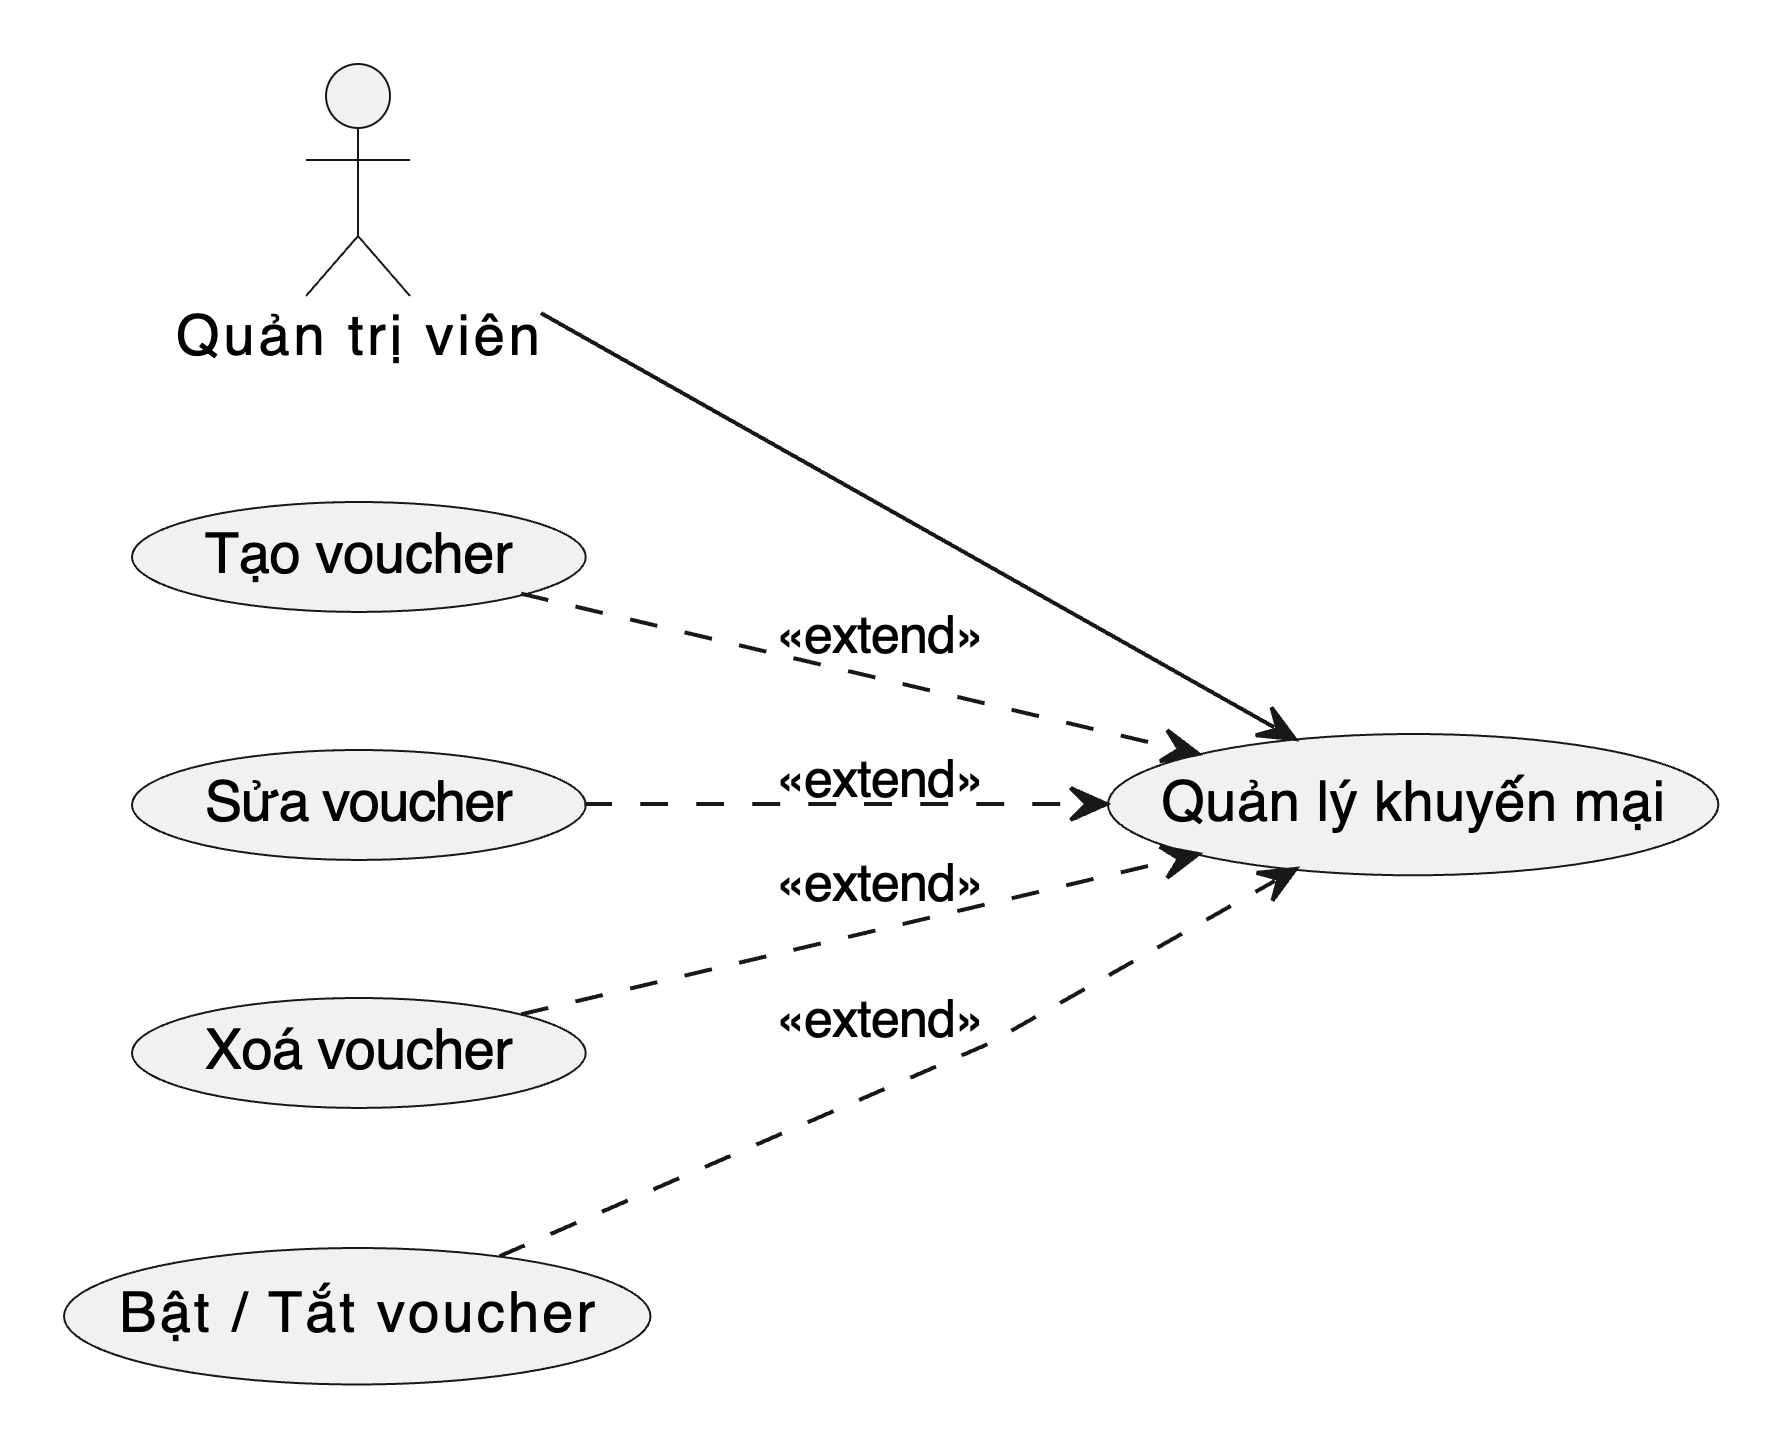 Quản trị viên
Tạo voucher
«extend»
Sửa voucher
«extend»
Quản lý khuyến mại
«extend»
Xoá voucher
«extend»
Bật / Tắt voucher